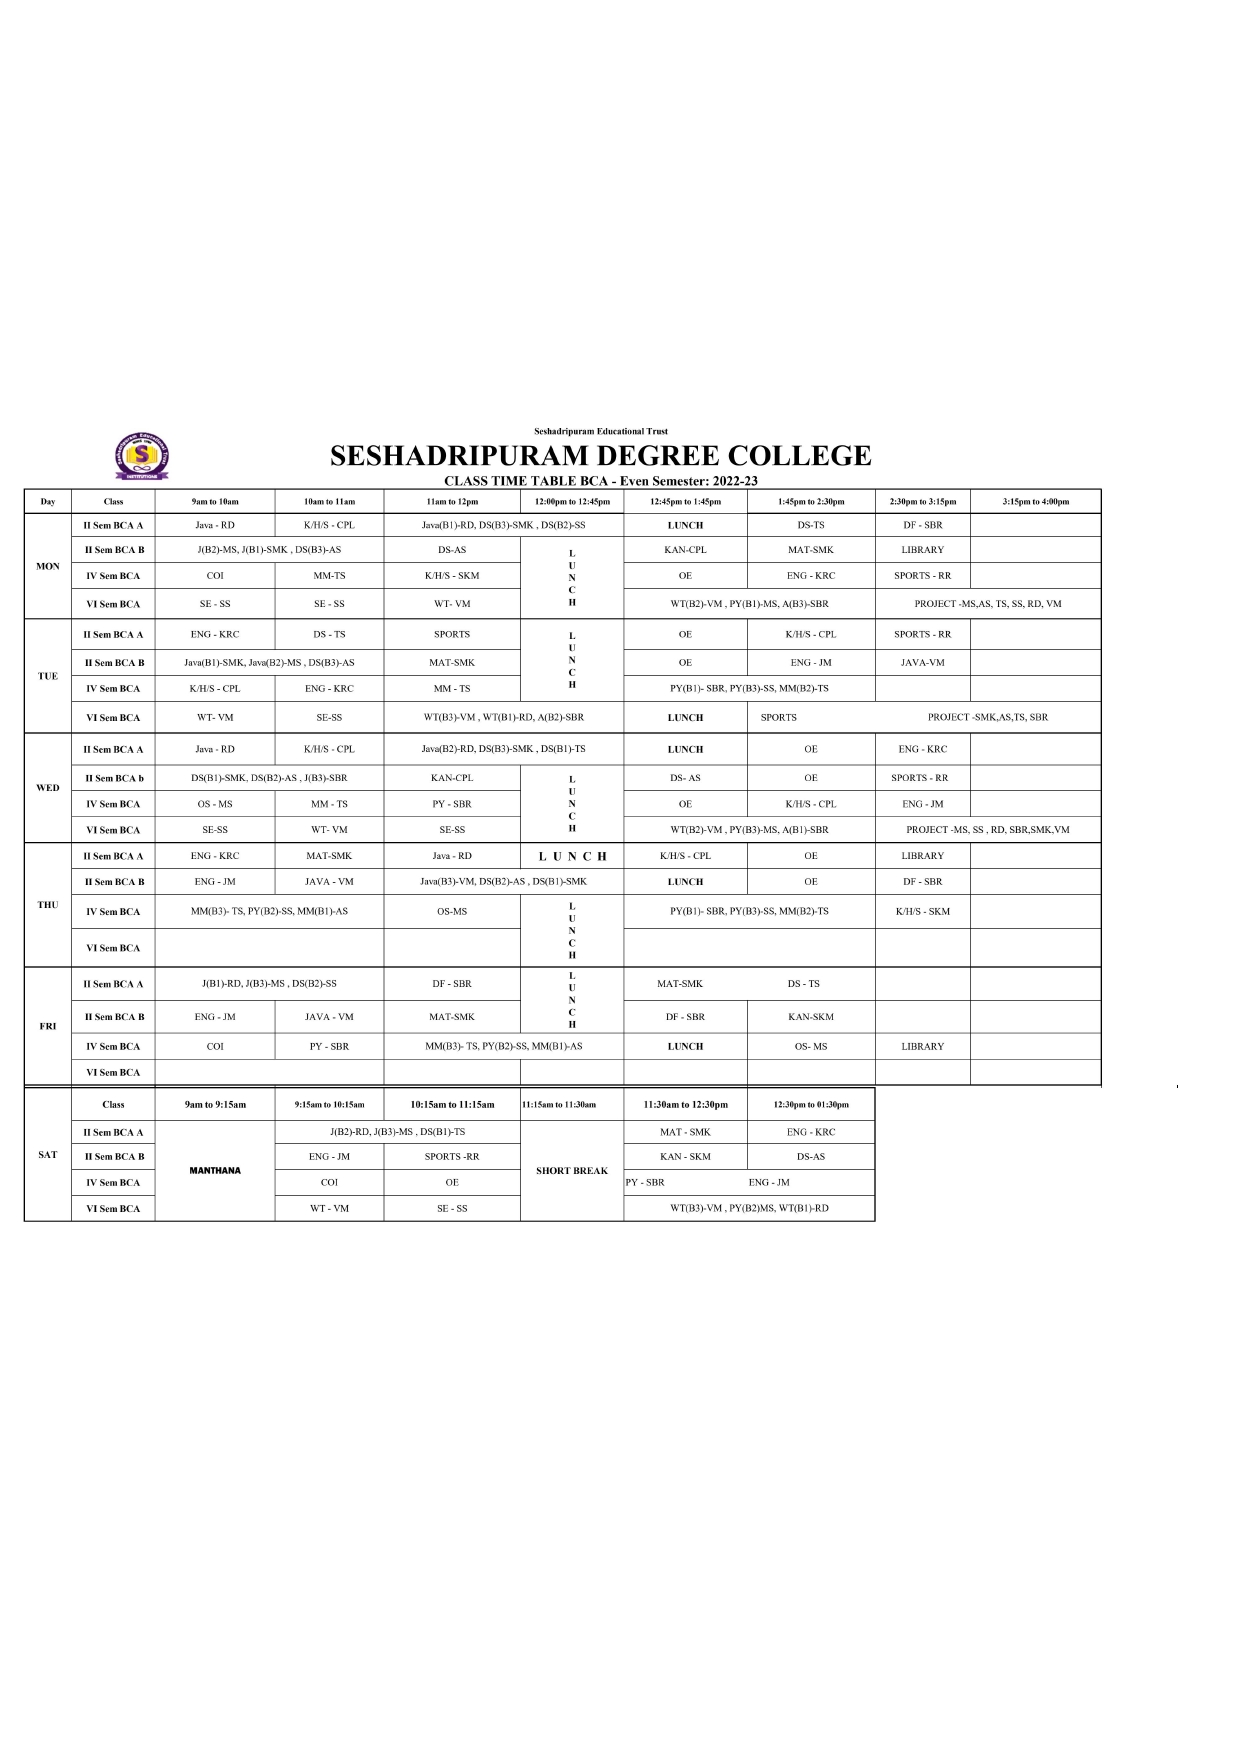 Seshadripuram Educational Trust
SESHADRIPURAM DEGREE COLLEGE
CLASS TIME TABLE BCA - Even Semester: 2022-23
Day Class 9am to 10am 10am to 11am 11am to 12pm 12:00pm to 12:45pm 12:45pm to 1:45pm 1:45pm to 2:30pm 2:30pm to 3:15pm 3:15pm to 4:00pm
MON
II Sem BCA A Java - RD K/H/S - CPL Java(B1)-RD, DS(B3)-SMK , DS(B2)-SS LUNCH DS-TS DF - SBR
II Sem BCA B J(B2)-MS, J(B1)-SMK , DS(B3)-AS DS-AS LUNCH KAN-CPL MAT-SMK LIBRARY
IV Sem BCA COI MM-TS K/H/S - SKM OE ENG - KRC SPORTS - RR
VI Sem BCA SE - SS SE - SS WT- VM WT(B2)-VM , PY(B1)-MS, A(B3)-SBR PROJECT -MS,AS, TS, SS, RD, VM
TUE
II Sem BCA A ENG - KRC DS - TS SPORTS LUNCH OE K/H/S - CPL SPORTS - RR
II Sem BCA B Java(B1)-SMK, Java(B2)-MS , DS(B3)-AS MAT-SMK OE ENG - JM JAVA-VM
IV Sem BCA K/H/S - CPL ENG - KRC MM - TS PY(B1)- SBR, PY(B3)-SS, MM(B2)-TS
VI Sem BCA WT- VM SE-SS WT(B3)-VM , WT(B1)-RD, A(B2)-SBR LUNCH SPORTS PROJECT -SMK,AS,TS, SBR
WED
II Sem BCA A Java - RD K/H/S - CPL Java(B2)-RD, DS(B3)-SMK , DS(B1)-TS LUNCH OE ENG - KRC
II Sem BCA b DS(B1)-SMK, DS(B2)-AS , J(B3)-SBR KAN-CPL LUNCH DS- AS OE SPORTS - RR
IV Sem BCA OS - MS MM - TS PY - SBR OE K/H/S - CPL ENG - JM
VI Sem BCA SE-SS WT- VM SE-SS WT(B2)-VM , PY(B3)-MS, A(B1)-SBR PROJECT -MS, SS , RD, SBR,SMK,VM
THU
II Sem BCA A ENG - KRC MAT-SMK Java - RD L U N C H K/H/S - CPL OE LIBRARY
II Sem BCA B ENG - JM JAVA - VM Java(B3)-VM, DS(B2)-AS , DS(B1)-SMK LUNCH OE DF - SBR
IV Sem BCA MM(B3)- TS, PY(B2)-SS, MM(B1)-AS OS-MS LUNCH PY(B1)- SBR, PY(B3)-SS, MM(B2)-TS K/H/S - SKM
VI Sem BCA
FRI
II Sem BCA A J(B1)-RD, J(B3)-MS , DS(B2)-SS DF - SBR LUNCH MAT-SMK DS - TS
II Sem BCA B ENG - JM JAVA - VM MAT-SMK DF - SBR KAN-SKM
IV Sem BCA COI PY - SBR MM(B3)- TS, PY(B2)-SS, MM(B1)-AS LUNCH OS- MS LIBRARY
VI Sem BCA
SAT
Class 9am to 9:15am 9:15am to 10:15am 10:15am to 11:15am 11:15am to 11:30am 11:30am to 12:30pm 12:30pm to 01:30pm
II Sem BCA A MANTHANA J(B2)-RD, J(B3)-MS , DS(B1)-TS SHORT BREAK MAT - SMK ENG - KRC
II Sem BCA B ENG - JM SPORTS -RR KAN - SKM DS-AS
IV Sem BCA COI OE PY - SBR ENG - JM
VI Sem BCA WT - VM SE - SS WT(B3)-VM , PY(B2)MS, WT(B1)-RD